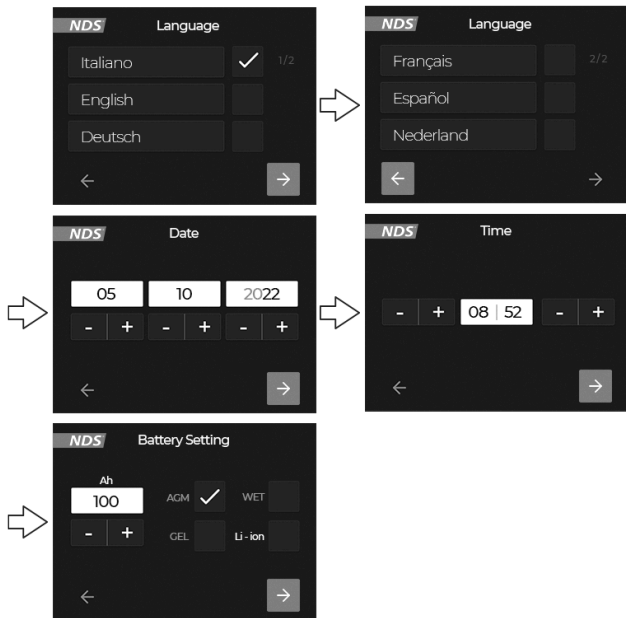 NDS Language
Italiano 1/2
English
Deutsch
NDS Language
Français 2/2
Español
Nederland
NDS Date
05 10 2022
- + - + - +
NDS Time
- + 08 | 52 - +
NDS Battery Setting
Ah
100 AGM WET
- + GEL Li - ion